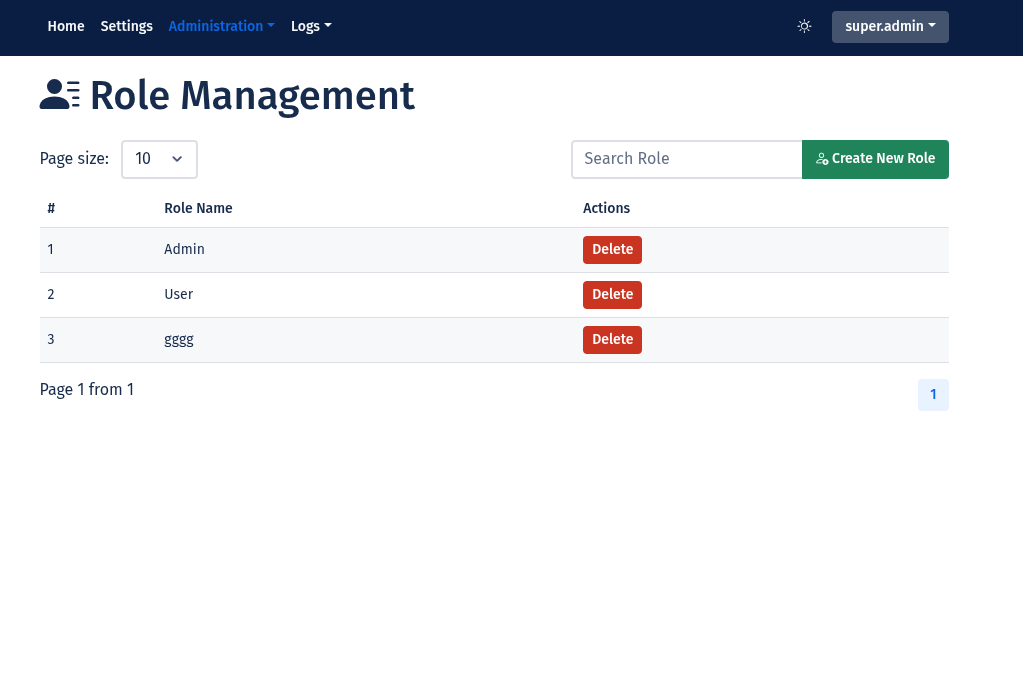 Home Settings Administration Logs super.admin
Role Management
Page size: 10 Search Role Create New Role
# Role Name Actions
1 Admin Delete
2 User Delete
3 gggg Delete
Page 1 from 1 1